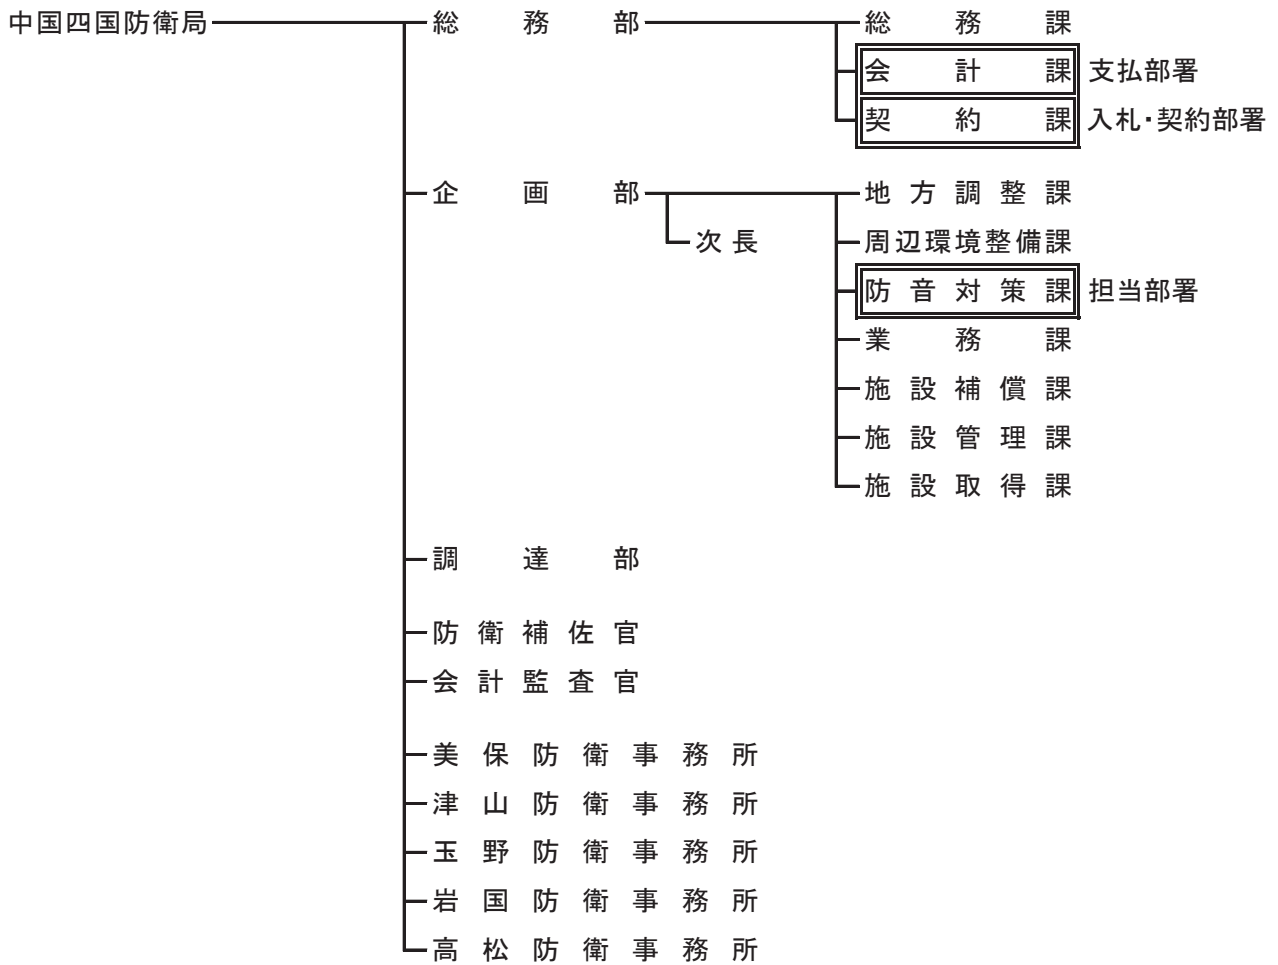 中国四国防衛局 総務部 総務課
会計課 支払部署
契約課 入札・契約部署
企画部 地方調整課
次長 周辺環境整備課
防音対策課 担当部署
業務課
施設補償課
施設管理課
施設取得課
調達部
防衛補佐官
会計監査官
美保防衛事務所
津山防衛事務所
玉野防衛事務所
岩国防衛事務所
高松防衛事務所